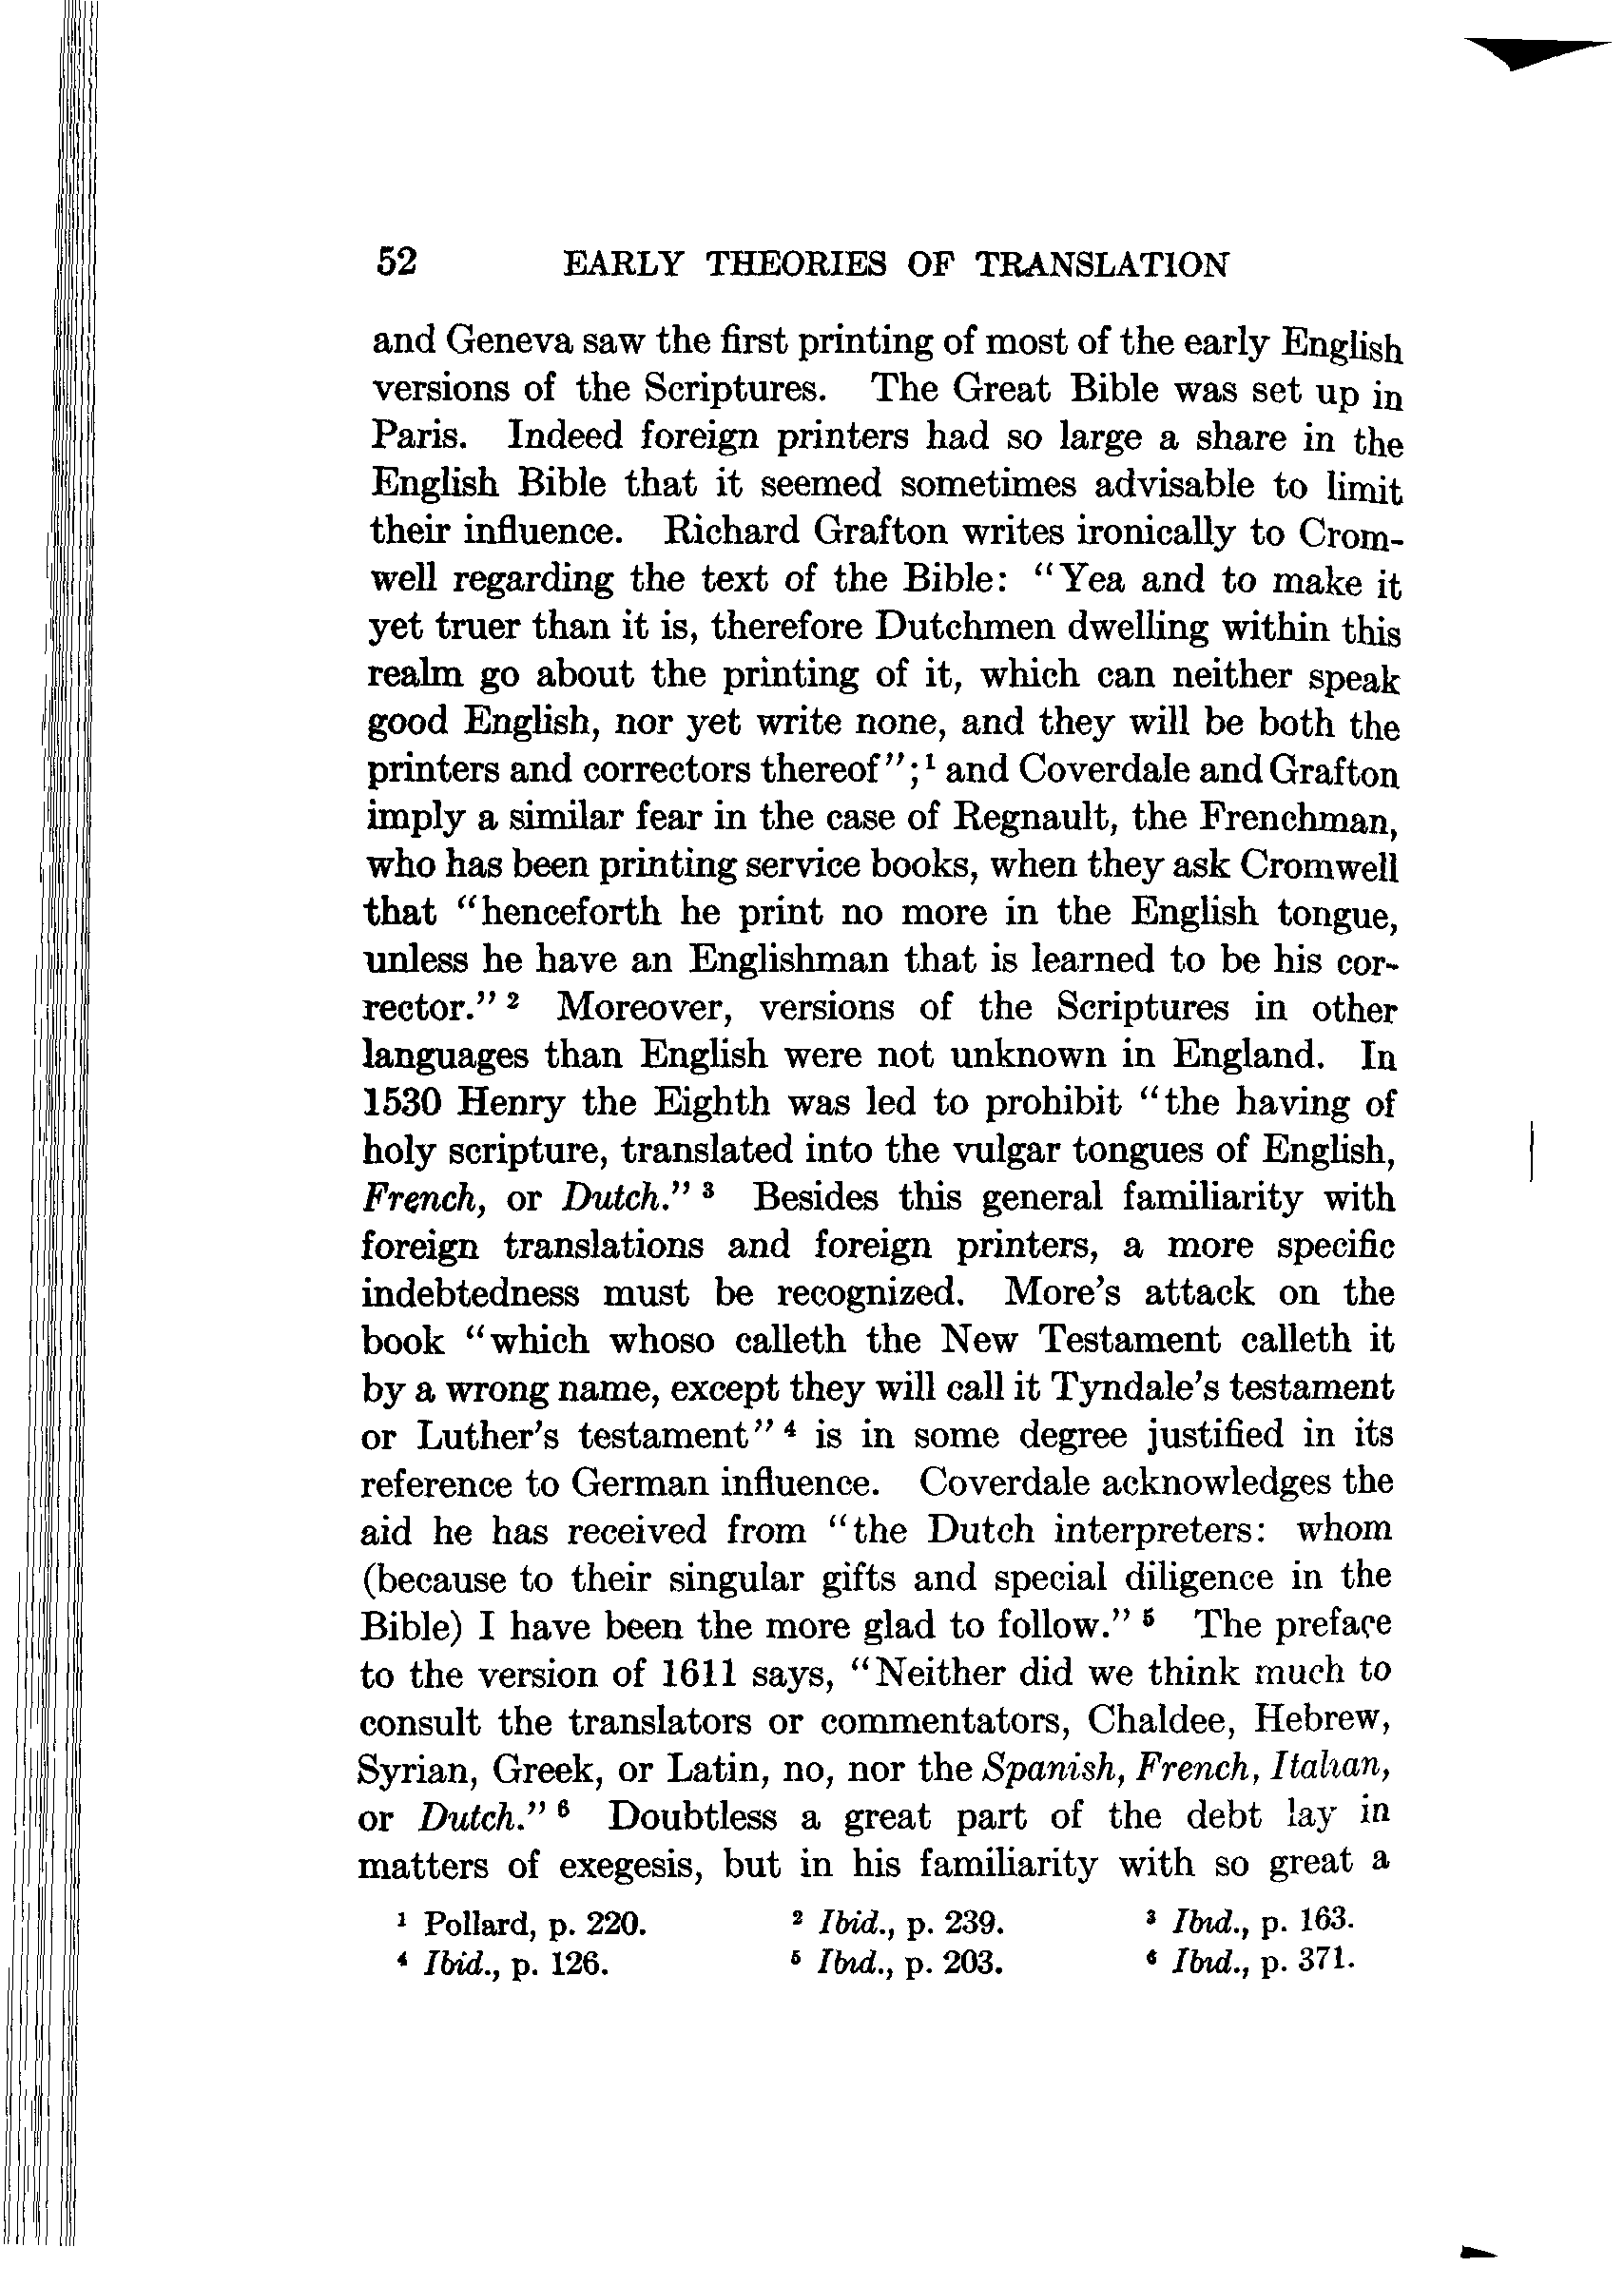 52 EARLY THEORIES OF TRANSLATION
and Geneva saw the first printing of most of the early English
versions of the Scriptures. The Great Bible was set up in
Paris. Indeed foreign printers had so large a share in the
English Bible that it seemed sometimes advisable to limit
their influence. Richard Grafton writes ironically to Crom-
well regarding the text of the Bible: “Yea and to make it
yet truer than it is, therefore Dutchmen dwelling within this
realm go about the printing of it, which can neither speak
good English, nor yet write none, and they will be both the
printers and correctors thereof”;¹ and Coverdale and Grafton
imply a similar fear in the case of Regnault, the Frenchman,
who has been printing service books, when they ask Cromwell
that “henceforth he print no more in the English tongue,
unless he have an Englishman that is learned to be his cor-
rector.” ² Moreover, versions of the Scriptures in other
languages than English were not unknown in England. In
1530 Henry the Eighth was led to prohibit “the having of
holy scripture, translated into the vulgar tongues of English,
French, or Dutch.” ³ Besides this general familiarity with
foreign translations and foreign printers, a more specific
indebtedness must be recognized. More’s attack on the
book “which whoso calleth the New Testament calleth it
by a wrong name, except they will call it Tyndale’s testament
or Luther’s testament” ⁴ is in some degree justified in its
reference to German influence. Coverdale acknowledges the
aid he has received from “the Dutch interpreters: whom
(because to their singular gifts and special diligence in the
Bible) I have been the more glad to follow.” ⁵ The preface
to the version of 1611 says, “Neither did we think much to
consult the translators or commentators, Chaldee, Hebrew,
Syrian, Greek, or Latin, no, nor the Spanish, French, Italian,
or Dutch.” ⁶ Doubtless a great part of the debt lay in
matters of exegesis, but in his familiarity with so great a
¹ Pollard, p. 220. ² Ibid., p. 239. ³ Ibid., p. 163.
⁴ Ibid., p. 126. ⁵ Ibid., p. 203. ⁶ Ibid., p. 371.